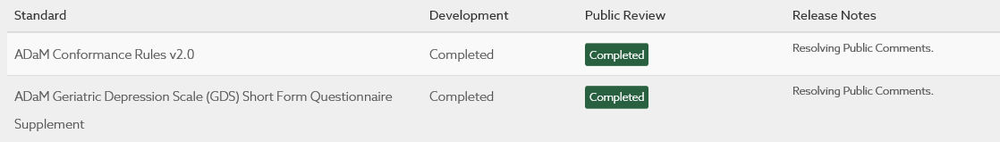 Standard Development Public Review Release Notes
ADaM Conformance Rules v2.0 Completed Completed Resolving Public Comments.
ADaM Geriatric Depression Scale (GDS) Short Form Questionnaire Completed Completed Resolving Public Comments.
Supplement